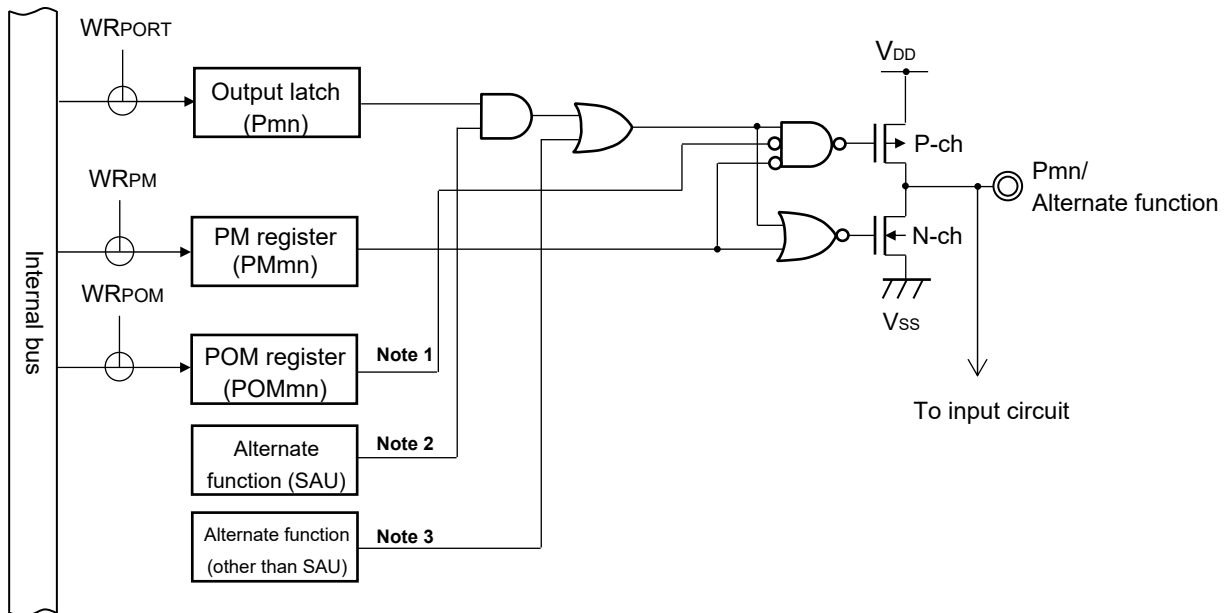 WRPORT
Output latch
(Pmn)
VDD
P-ch
Pmn/
Alternate function
WRPM
PM register
(PMmn)
N-ch
VSS
Internal bus
WRPOM
POM register
(POMmn)
Note 1
To input circuit
Alternate
function (SAU)
Note 2
Alternate function
(other than SAU)
Note 3